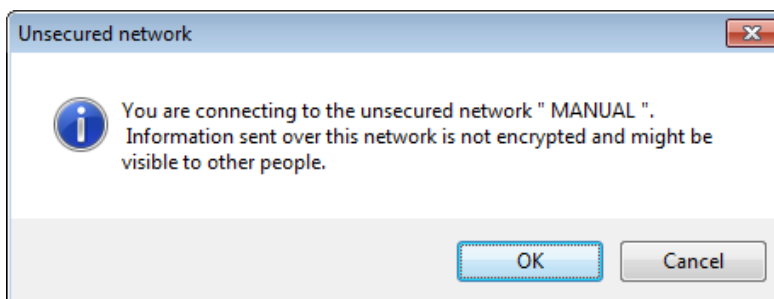 Unsecured network
You are connecting to the unsecured network " MANUAL ".
Information sent over this network is not encrypted and might be
visible to other people.
OK
Cancel